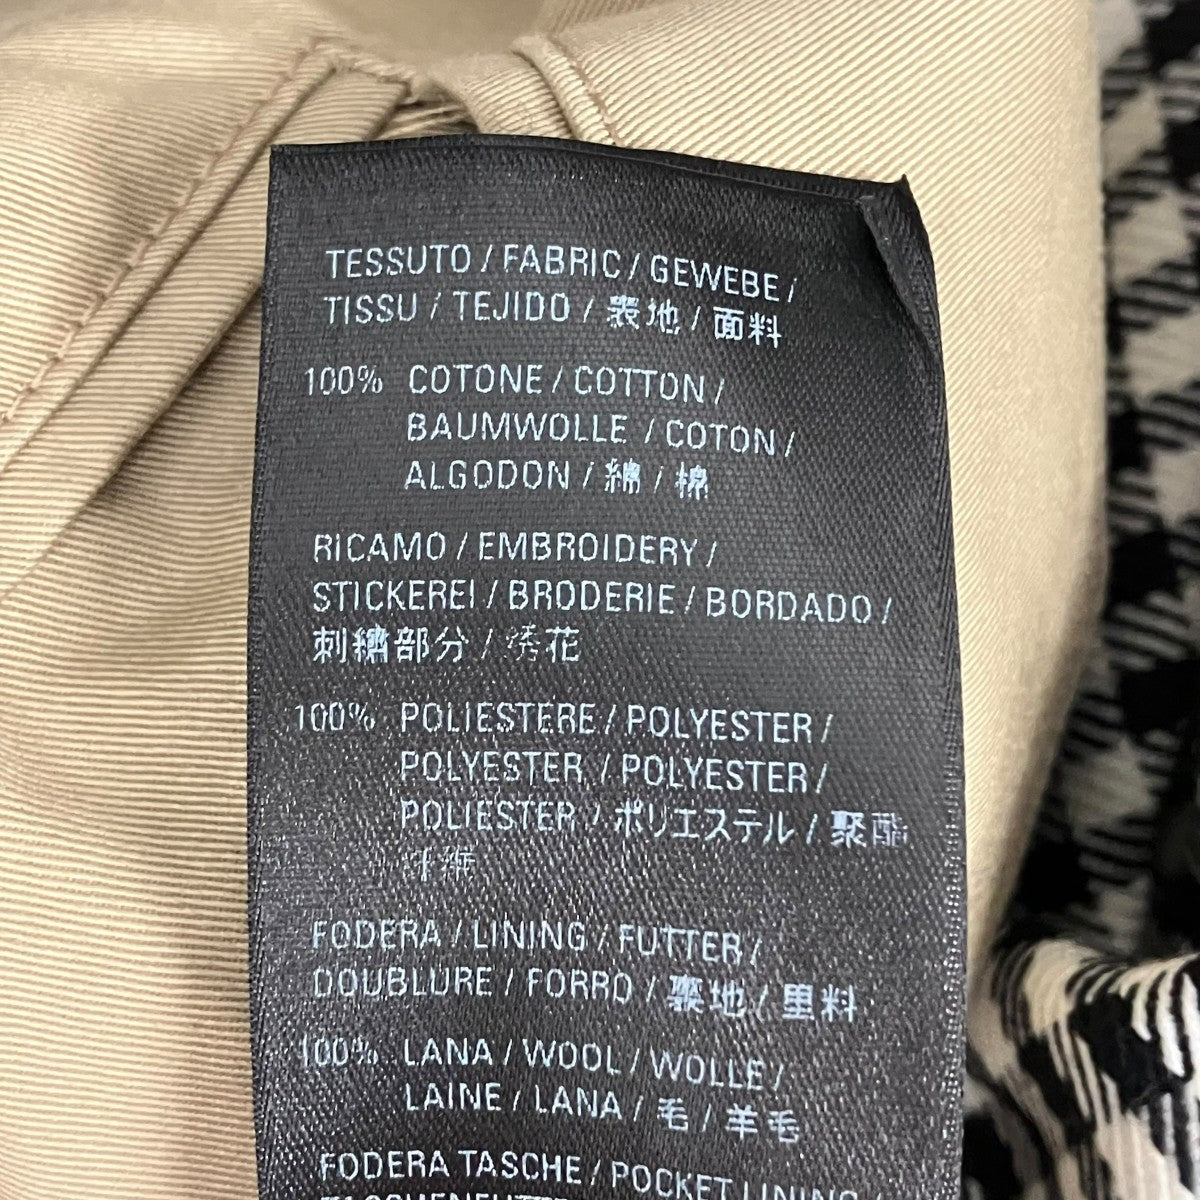 TESSUTO / FABRIC / GEWEBE /
TISSU / TEJIDO / 表地 / 面料
100% COTONE / COTTON /
BAUMWOLLE / COTON /
ALGODON / 綿 / 棉
RICAMO / EMBROIDERY /
STICKEREI / BRODERIE / BORDADO /
刺繍部分 / 绣花
100% POLIESTERE / POLYESTER /
POLYESTER / POLYESTER /
POLIESTER / ポリエステル / 聚酯
纤维
FODERA / LINING / FUTTER /
DOUBLURE / FORRO / 裏地 / 里料
100% LANA / WOOL / WOLLE /
LAINE / LANA / 毛 / 羊毛
FODERA TASCHE / POCKET LINING